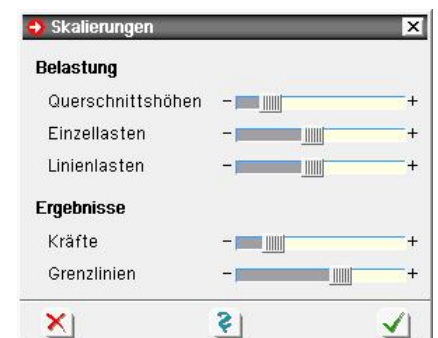 Skalierungen
Belastung
Querschnittshöhen - +
Einzellasten - +
Linienlasten - +
Ergebnisse
Kräfte - +
Grenzlinien - +